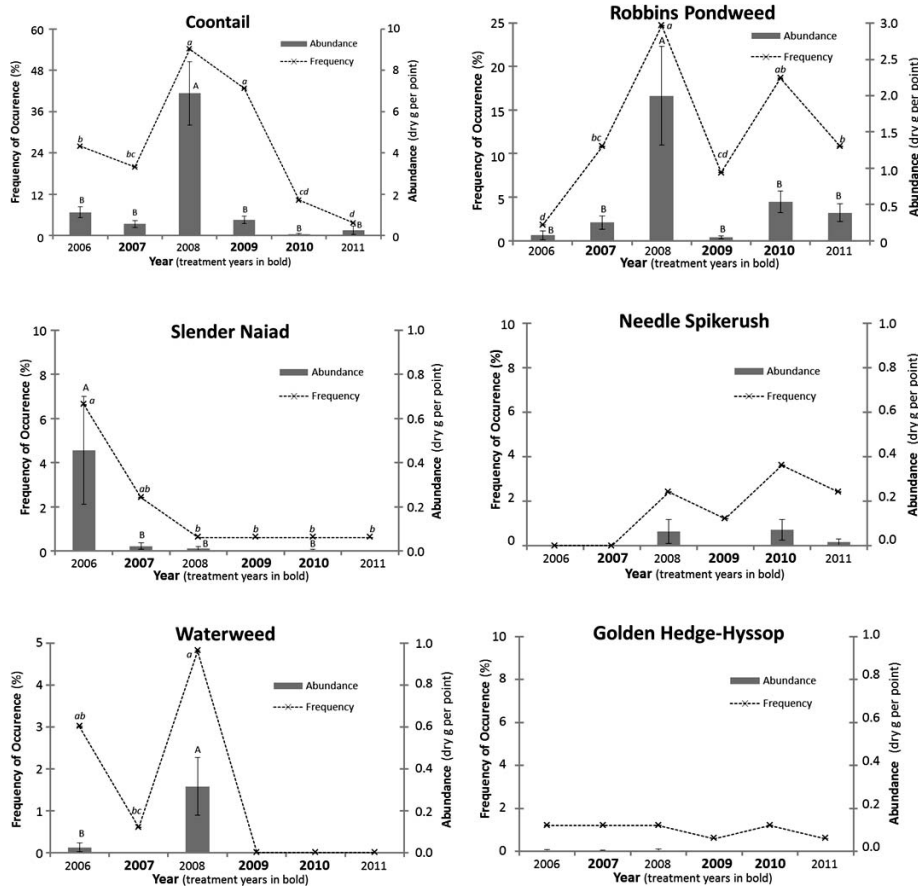 Coontail
Frequency of Occurence (%)
60
48
36
24
12
0
Abundance
Frequency
b
bc
a
a
cd
d
B
B
A
B
B
B
10
8
6
4
2
0
Abundance (dry g per point)
2006 2007 2008 2009 2010 2011
Year (treatment years in bold)
Robbins Pondweed
Frequency of Occurence (%)
25
20
15
10
5
0
Abundance
Frequency
d
bc
a
cd
ab
b
B
B
A
B
B
B
3.0
2.5
2.0
1.5
1.0
0.5
0
Abundance (dry g per point)
2006 2007 2008 2009 2010 2011
Year (treatment years in bold)
Slender Naiad
Frequency of Occurence (%)
10
8
6
4
2
0
Abundance
Frequency
A
a
ab
b
b
b
b
B
B
B
1.0
0.8
0.6
0.4
0.2
0.0
Abundance (dry g per point)
2006 2007 2008 2009 2010 2011
Year (treatment years in bold)
Needle Spikerush
Frequency of Occurence (%)
10
8
6
4
2
0
Abundance
Frequency
1.0
0.8
0.6
0.4
0.2
0.0
Abundance (dry g per point)
2006 2007 2008 2009 2010 2011
Year (treatment years in bold)
Waterweed
Frequency of Occurence (%)
5
4
3
2
1
0
Abundance
Frequency
ab
bc
a
B
A
1.0
0.8
0.6
0.4
0.2
0.0
Abundance (dry g per point)
2006 2007 2008 2009 2010 2011
Year (treatment years in bold)
Golden Hedge-Hyssop
Frequency of Occurence (%)
10
8
6
4
2
0
Abundance
Frequency
1.0
0.8
0.6
0.4
0.2
0.0
Abundance (dry g per point)
2006 2007 2008 2009 2010 2011
Year (treatment years in bold)